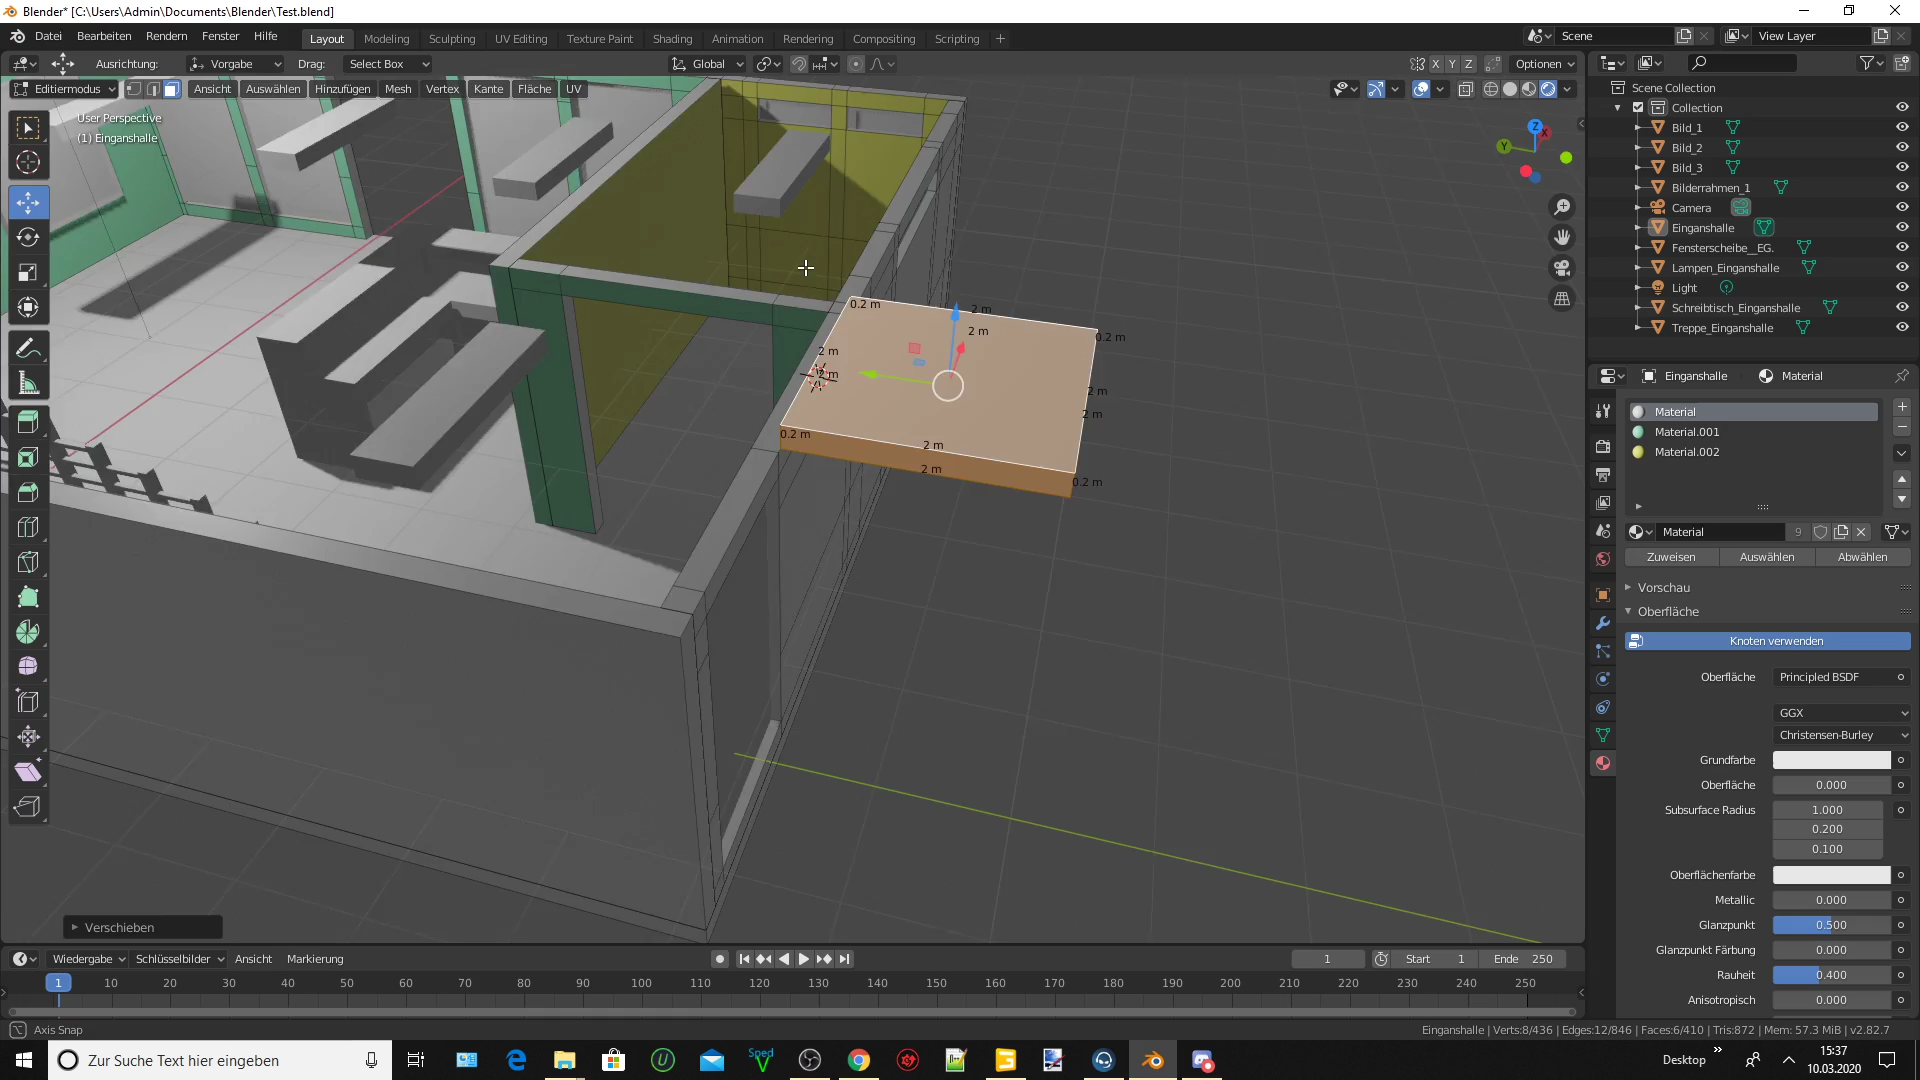 Blender* [C:\Users\Admin\Documents\Blender\Test.blend]
Datei Bearbeiten Rendern Fenster Hilfe
Layout Modeling Sculpting UV Editing Texture Paint Shading Animation Rendering Compositing Scripting +
Scene
View Layer
Ausrichtung: Vorgabe Drag: Select Box
Global
X Y Z Optionen
Editiermodus Ansicht Auswählen Hinzufügen Mesh Vertex Kante Fläche UV
User Perspective
(1) Einganshalle
Z
X
Y
0.2 m
2 m
2 m
0.2 m
2 m
2 m
2 m
2 m
0.2 m
2 m
2 m
0.2 m
Verschieben
Scene Collection
Collection
Bild_1
Bild_2
Bild_3
Bilderrahmen_1
Camera
Einganshalle
Fensterscheibe__EG.
Lampen_Einganshalle
Light
Schreibtisch_Einganshalle
Treppe_Einganshalle
Einganshalle Material
Material
Material.001
Material.002
Material 9
Zuweisen Auswählen Abwählen
Vorschau
Oberfläche
Knoten verwenden
Oberfläche Principled BSDF
GGX
Christensen-Burley
Grundfarbe
Oberfläche 0.000
Subsurface Radius 1.000
0.200
0.100
Oberflächenfarbe
Metallic 0.000
Glanzpunkt 0.500
Glanzpunkt Färbung 0.000
Rauheit 0.400
Anisotropisch 0.000
Wiedergabe Schlüsselbilder Ansicht Markierung
1 Start 1 Ende 250
1 10 20 30 40 50 60 70 80 90 100 110 120 130 140 150 160 170 180 190 200 210 220 230 240 250
Axis Snap
Einganshalle | Verts:8/436 | Edges:12/846 | Faces:6/410 | Tris:872 | Mem: 57.3 MiB | v2.82.7
Zur Suche Text hier eingeben
Sped
V
Desktop
15:37
10.03.2020